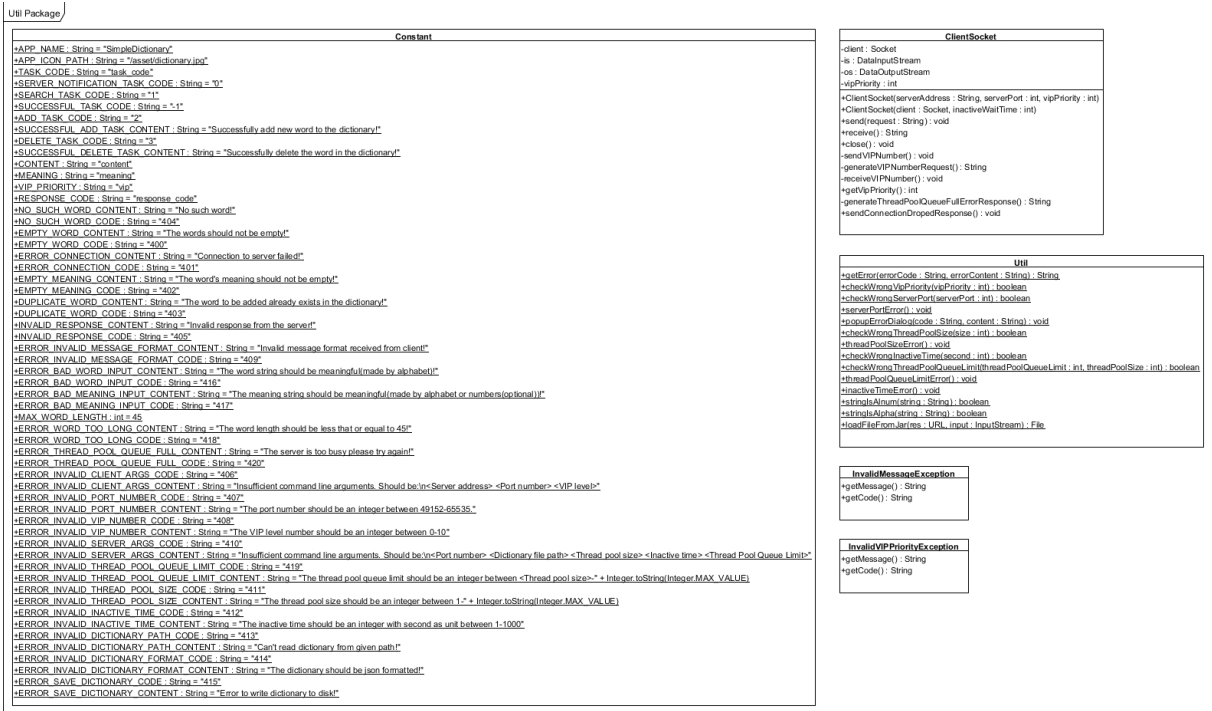 Util Package
Constant
+APP_NAME : String = "SimpleDictionary"
+APP_ICON_PATH : String = "/asset/dictionary.jpg"
+TASK_CODE : String = "task_code"
+SERVER_NOTIFICATION_TASK_CODE : String = "0"
+SEARCH_TASK_CODE : String = "1"
+SUCCESSFUL_TASK_CODE : String = "-1"
+ADD_TASK_CODE : String = "2"
+SUCCESSFUL_ADD_TASK_CONTENT : String = "Successfully add new word to the dictionary!"
+DELETE_TASK_CODE : String = "3"
+SUCCESSFUL_DELETE_TASK_CONTENT : String = "Successfully delete the word in the dictionary!"
+CONTENT : String = "content"
+MEANING : String = "meaning"
+VIP_PRIORITY : String = "vip"
+RESPONSE_CODE : String = "response_code"
+NO_SUCH_WORD_CONTENT : String = "No such word!"
+NO_SUCH_WORD_CODE : String = "404"
+EMPTY_WORD_CONTENT : String = "The words should not be empty!"
+EMPTY_WORD_CODE : String = "400"
+ERROR_CONNECTION_CONTENT : String = "Connection to server failed!"
+ERROR_CONNECTION_CODE : String = "401"
+EMPTY_MEANING_CONTENT : String = "The word's meaning should not be empty!"
+EMPTY_MEANING_CODE : String = "402"
+DUPLICATE_WORD_CONTENT : String = "The word to be added already exists in the dictionary!"
+DUPLICATE_WORD_CODE : String = "403"
+INVALID_RESPONSE_CONTENT : String = "Invalid response from the server!"
+INVALID_RESPONSE_CODE : String = "405"
+ERROR_INVALID_MESSAGE_FORMAT_CONTENT : String = "Invalid message format received from client!"
+ERROR_INVALID_MESSAGE_FORMAT_CODE : String = "409"
+ERROR_BAD_WORD_INPUT_CONTENT : String = "The word string should be meaningful(made by alphabet)!"
+ERROR_BAD_WORD_INPUT_CODE : String = "416"
+ERROR_BAD_MEANING_INPUT_CONTENT : String = "The meaning string should be meaningful(made by alphabet or numbers(optional))!"
+ERROR_BAD_MEANING_INPUT_CODE : String = "417"
+MAX_WORD_LENGTH : int = 45
+ERROR_WORD_TOO_LONG_CONTENT : String = "The word length should be less that or equal to 45!"
+ERROR_WORD_TOO_LONG_CODE : String = "418"
+ERROR_THREAD_POOL_QUEUE_FULL_CONTENT : String = "The server is too busy please try again!"
+ERROR_THREAD_POOL_QUEUE_FULL_CODE : String = "420"
+ERROR_INVALID_CLIENT_ARGS_CODE : String = "406"
+ERROR_INVALID_CLIENT_ARGS_CONTENT : String = "Insufficient command line arguments. Should be:\n<Server address> <Port number> <VIP level>"
+ERROR_INVALID_PORT_NUMBER_CODE : String = "407"
+ERROR_INVALID_PORT_NUMBER_CONTENT : String = "The port number should be an integer between 49152-65535."
+ERROR_INVALID_VIP_NUMBER_CODE : String = "408"
+ERROR_INVALID_VIP_NUMBER_CONTENT : String = "The VIP level number should be an integer between 0-10"
+ERROR_INVALID_SERVER_ARGS_CODE : String = "410"
+ERROR_INVALID_SERVER_ARGS_CONTENT : String = "Insufficient command line arguments. Should be:\n<Port number> <Dictionary file path> <Thread pool size> <Inactive time> <Thread Pool Queue Limit>"
+ERROR_INVALID_THREAD_POOL_QUEUE_LIMIT_CODE : String = "419"
+ERROR_INVALID_THREAD_POOL_QUEUE_LIMIT_CONTENT : String = "The thread pool queue limit should be an integer between <Thread pool size>-" + Integer.toString(Integer.MAX_VALUE)
+ERROR_INVALID_THREAD_POOL_SIZE_CODE : String = "411"
+ERROR_INVALID_THREAD_POOL_SIZE_CONTENT : String = "The thread pool size should be an integer between 1-" + Integer.toString(Integer.MAX_VALUE)
+ERROR_INVALID_INACTIVE_TIME_CODE : String = "412"
+ERROR_INVALID_INACTIVE_TIME_CONTENT : String = "The inactive time should be an integer with second as unit between 1-1000"
+ERROR_INVALID_DICTIONARY_PATH_CODE : String = "413"
+ERROR_INVALID_DICTIONARY_PATH_CONTENT : String = "Can't read dictionary from given path!"
+ERROR_INVALID_DICTIONARY_FORMAT_CODE : String = "414"
+ERROR_INVALID_DICTIONARY_FORMAT_CONTENT : String = "The dictionary should be json formatted!"
+ERROR_SAVE_DICTIONARY_CODE : String = "415"
+ERROR_SAVE_DICTIONARY_CONTENT : String = "Error to write dictionary to disk!"
ClientSocket
-client : Socket
-is : DataInputStream
-os : DataOutputStream
-vipPriority : int
+ClientSocket(serverAddress : String, serverPort : int, vipPriority : int)
+ClientSocket(client : Socket, inactiveWaitTime : int)
+send(request : String) : void
+receive() : String
+close() : void
-sendVIPNumber() : void
-generateVIPNumberRequest() : String
-receiveVIPNumber() : void
+getVipPriority() : int
-generateThreadPoolQueueFullErrorResponse() : String
+sendConnectionDropedResponse() : void
Util
+getError(errorCode : String, errorContent : String) : String
+checkWrongVipPriority(vipPriority : int) : boolean
+checkWrongServerPort(serverPort : int) : boolean
+serverPortError() : void
+popupErrorDialog(code : String, content : String) : void
+checkWrongThreadPoolSize(size : int) : boolean
+threadPoolSizeError() : void
+checkWrongInactiveTime(second : int) : boolean
+checkWrongThreadPoolQueueLimit(threadPoolQueueLimit : int, threadPoolSize : int) : boolean
+threadPoolQueueLimitError() : void
+inactiveTimeError() : void
+stringIsAlnum(string : String) : boolean
+stringIsAlpha(string : String) : boolean
+loadFileFromJar(res : URL, input : InputStream) : File
InvalidMessageException
+getMessage() : String
+getCode() : String
InvalidVIPPriorityException
+getMessage() : String
+getCode() : String